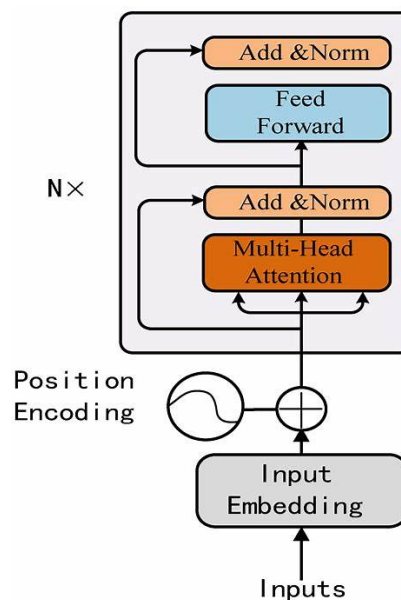 Add &Norm
Feed
Forward
N×
Add &Norm
Multi-Head
Attention
Position
Encoding
Input
Embedding
Inputs